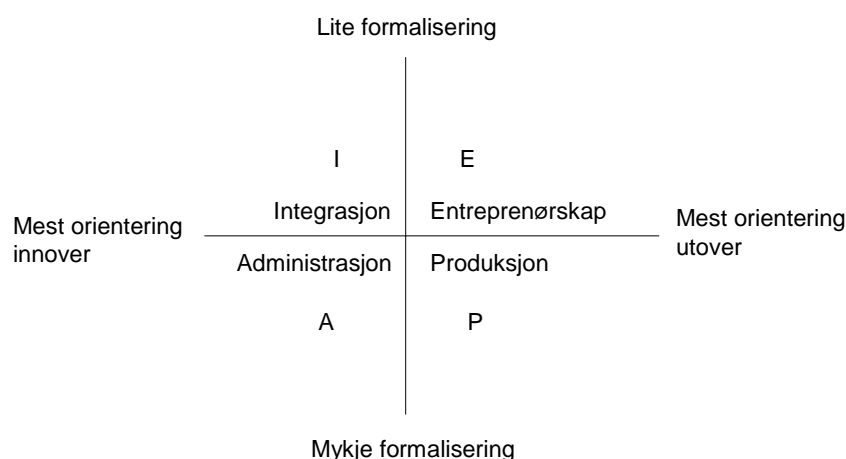 Lite formalisering
I
E
Integrasjon
Entreprenørskap
Mest orientering
innover
Mest orientering
utover
Administrasjon
Produksjon
A
P
Mykje formalisering